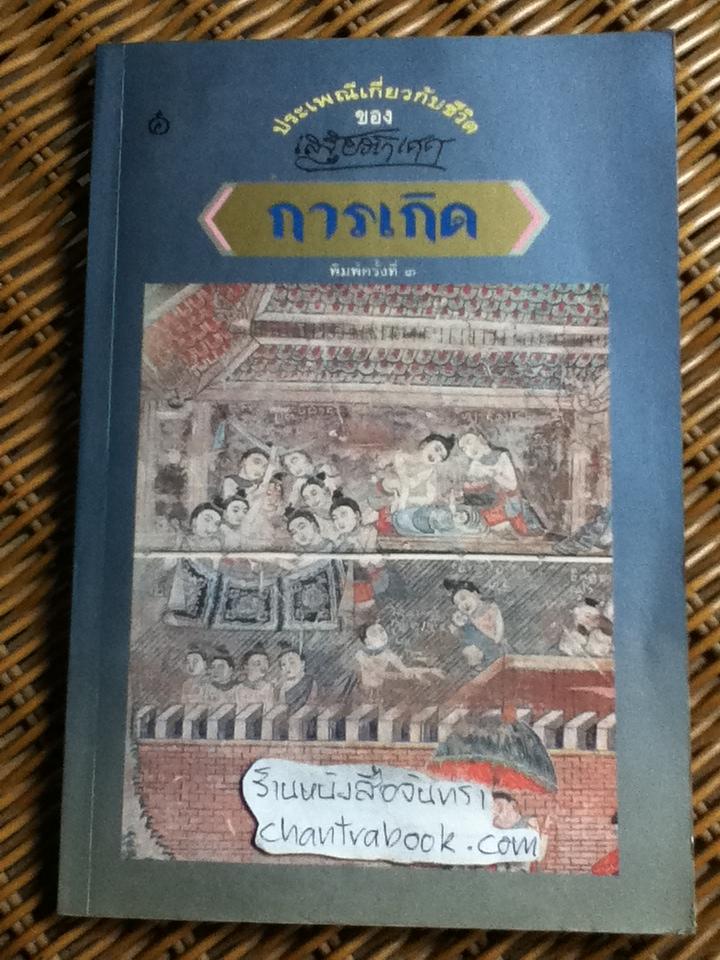 ประเพณีเกี่ยวกับชีวิต
ของ
เสฐียรโกเศศ
การเกิด
พิมพ์ครั้งที่ ๓
ร้านหนังสือจันทรา
chantrabook.com